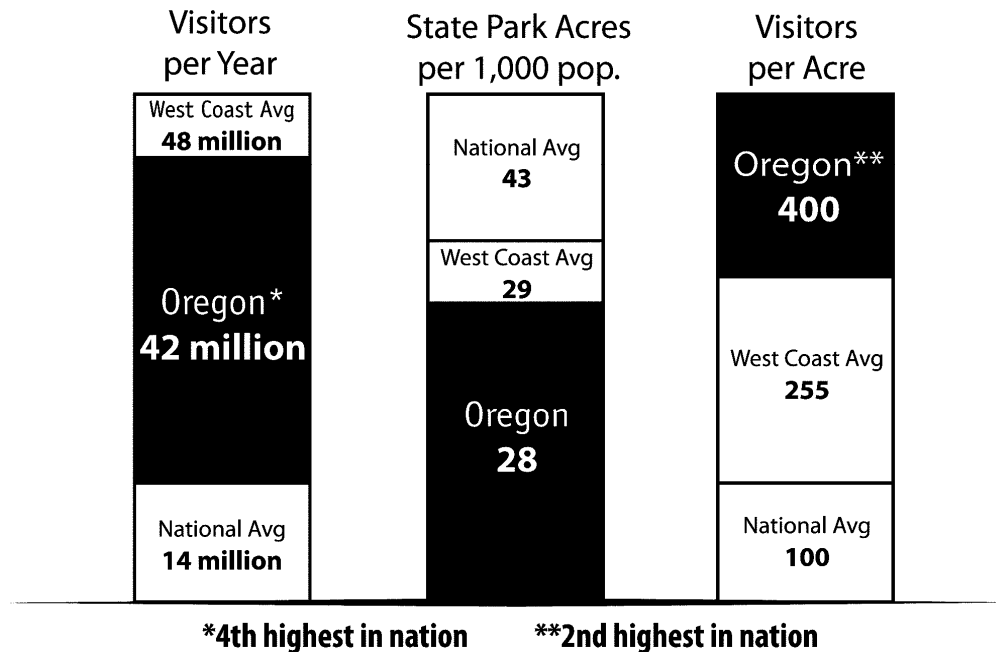 Visitors
per Year
West Coast Avg
48 million
Oregon*
42 million
National Avg
14 million
State Park Acres
per 1,000 pop.
National Avg
43
West Coast Avg
29
Oregon
28
Visitors
per Acre
Oregon**
400
West Coast Avg
255
National Avg
100
*4th highest in nation
**2nd highest in nation